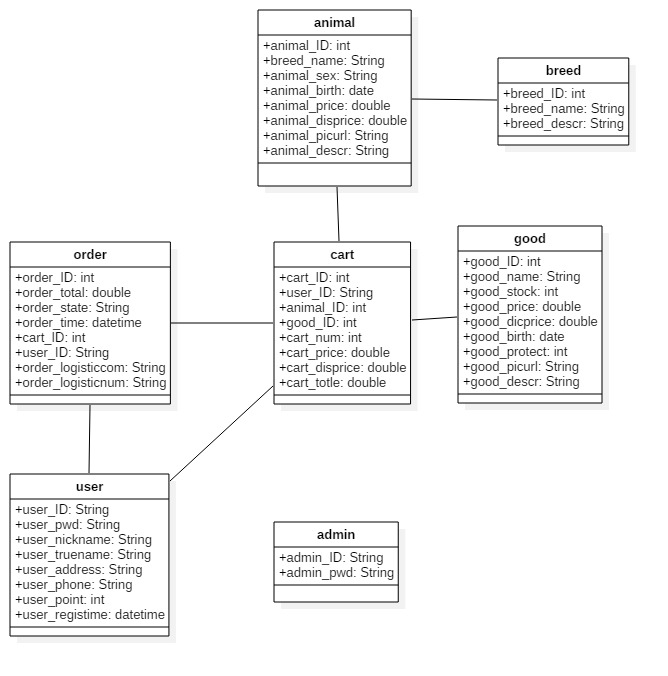 animal
+animal_ID: int
+breed_name: String
+animal_sex: String
+animal_birth: date
+animal_price: double
+animal_disprice: double
+animal_picurl: String
+animal_descr: String
breed
+breed_ID: int
+breed_name: String
+breed_descr: String
order
+order_ID: int
+order_total: double
+order_state: String
+order_time: datetime
+cart_ID: int
+user_ID: String
+order_logisticcom: String
+order_logisticnum: String
cart
+cart_ID: int
+user_ID: String
+animal_ID: int
+good_ID: int
+cart_num: int
+cart_price: double
+cart_disprice: double
+cart_totle: double
good
+good_ID: int
+good_name: String
+good_stock: int
+good_price: double
+good_dicprice: double
+good_birth: date
+good_protect: int
+good_picurl: String
+good_descr: String
user
+user_ID: String
+user_pwd: String
+user_nickname: String
+user_truename: String
+user_address: String
+user_phone: String
+user_point: int
+user_registime: datetime
admin
+admin_ID: String
+admin_pwd: String